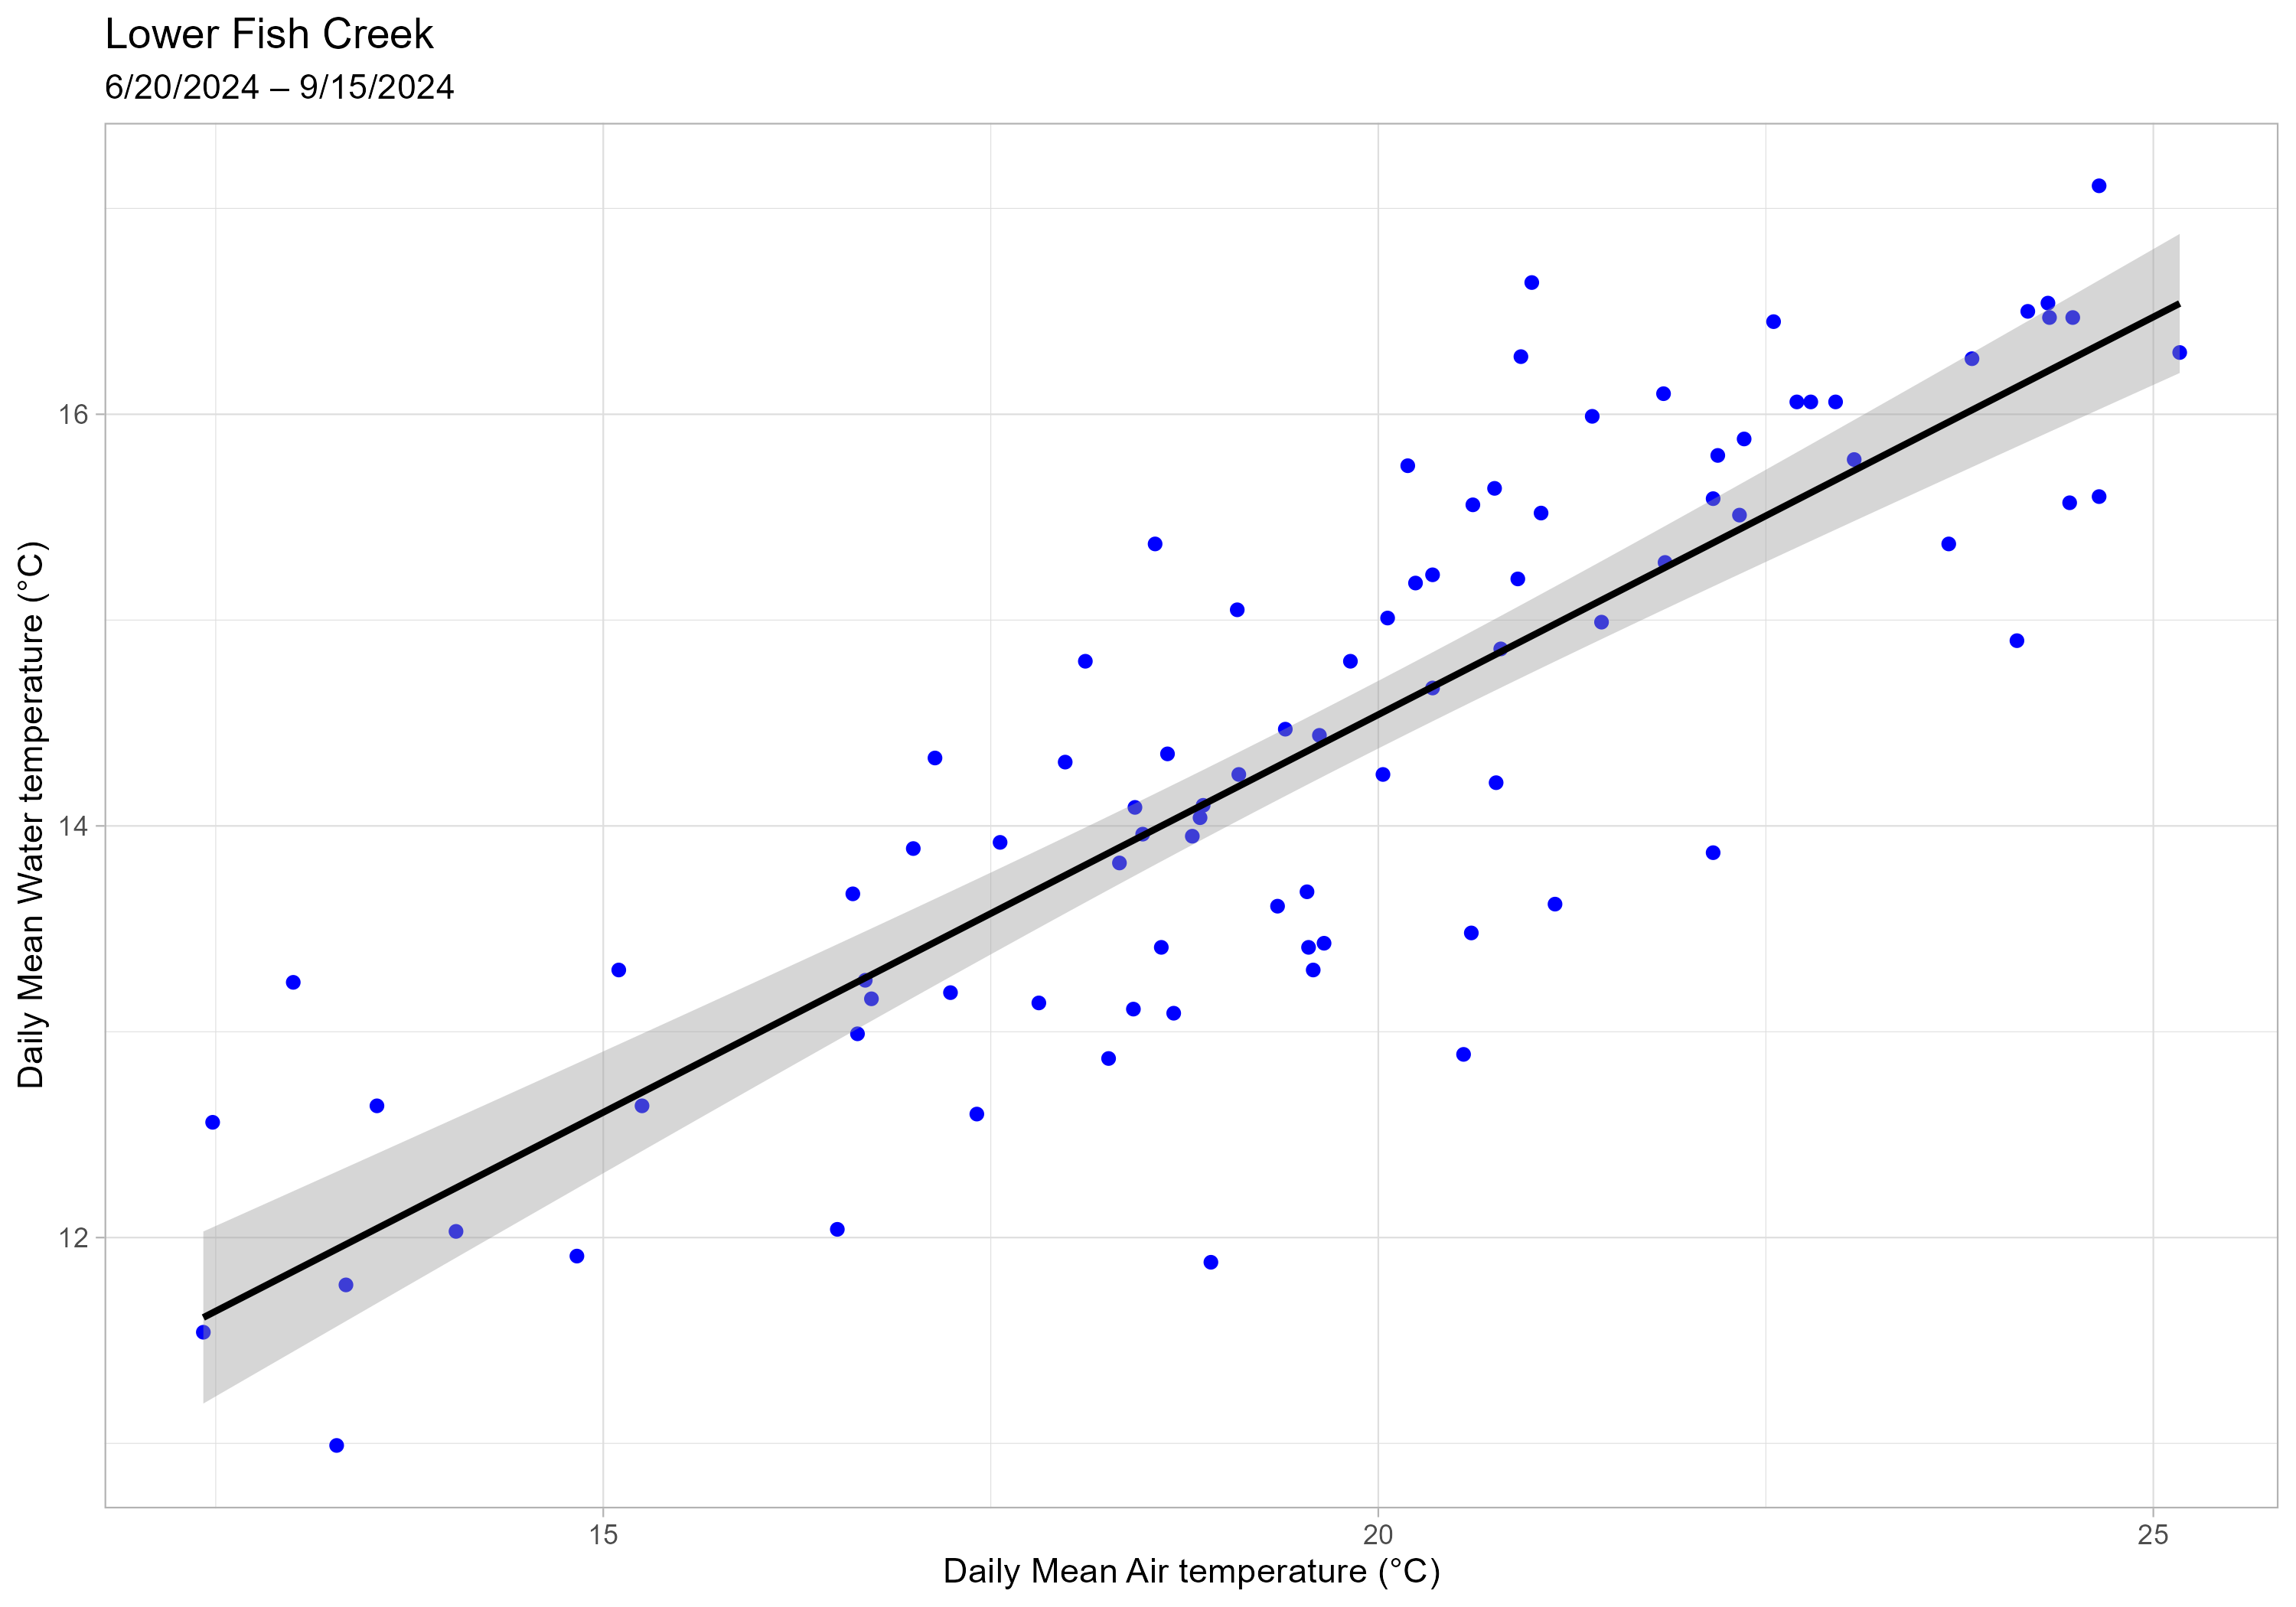 Lower Fish Creek
6/20/2024 – 9/15/2024
Daily Mean Water temperature (°C)
16
14
12
15
20
25
Daily Mean Air temperature (°C)